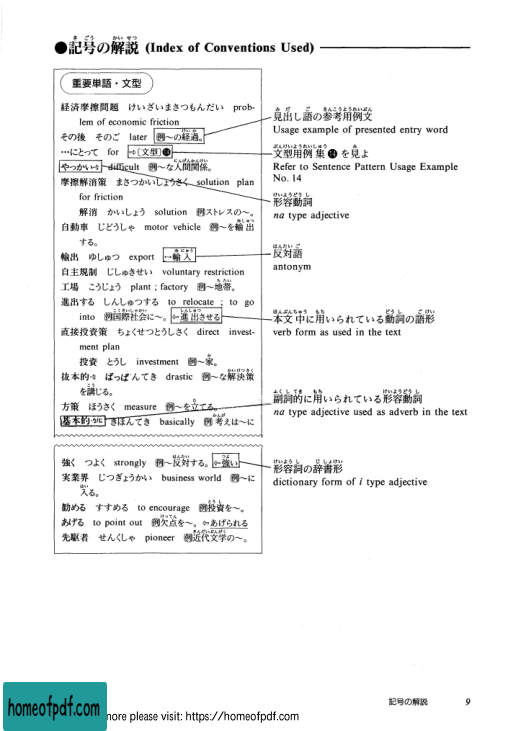 ●記号の解説 (Index of Conventions Used)
重要単語・文型
経済摩擦問題 けいざいまさつもんだい prob-
lem of economic friction
その後 そのご later 例〜の経過。
…にとって for ⇨〔文型〕⓮
やっかい difficult 例〜な人間関係。
摩擦解消策 まさつかいしょうさく solution plan
for friction
解消 かいしょう solution 例ストレスの〜。
自動車 じどうしゃ motor vehicle 例〜を輸出
する。
輸出 ゆしゅつ export ↔輸入
自主規制 じしゅきせい voluntary restriction
工場 こうじょう plant ; factory 例〜地帯。
進出する しんしゅつする to relocate ; to go
into 例国際社会に〜。⇦進出させる
直接投資策 ちょくせつとうしさく direct invest-
ment plan
投資 とうし investment 例〜家。
抜本的 ばっぽんてき drastic 例〜な解決策
を講じる。
方策 ほうさく measure 例〜を立てる。
基本的 きほんてき basically 例考えは〜に
強く つよく strongly 例〜反対する。⇦強い
実業界 じつぎょうかい business world 例〜に
入る。
勧める すすめる to encourage 例投資を〜。
あげる to point out 例欠点を〜。⇦あげられる
先駆者 せんくしゃ pioneer 例近代文学の〜。
見出し語の参考用例文
Usage example of presented entry word
文型用例集⓮を見よ
Refer to Sentence Pattern Usage Example
No. 14
形容動詞
na type adjective
反対語
antonym
本文中に用いられている動詞の語形
verb form as used in the text
副詞的に用いられている形容動詞
na type adjective used as adverb in the text
形容詞の辞書形
dictionary form of i type adjective
記号の解説 9
homeofpdf.com
more please visit: https://homeofpdf.com